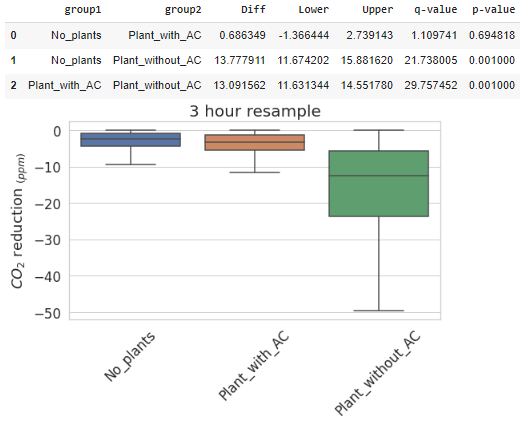 group1 group2 Diff Lower Upper q-value p-value
0 No_plants Plant_with_AC 0.686349 -1.366444 2.739143 1.109741 0.694818
1 No_plants Plant_without_AC 13.777911 11.674202 15.881620 21.738005 0.001000
2 Plant_with_AC Plant_without_AC 13.091562 11.631344 14.551780 29.757452 0.001000
3 hour resample
0
−10
−20
−30
−40
−50
CO₂ reduction (ppm)
No_plants
Plant_with_AC
Plant_without_AC